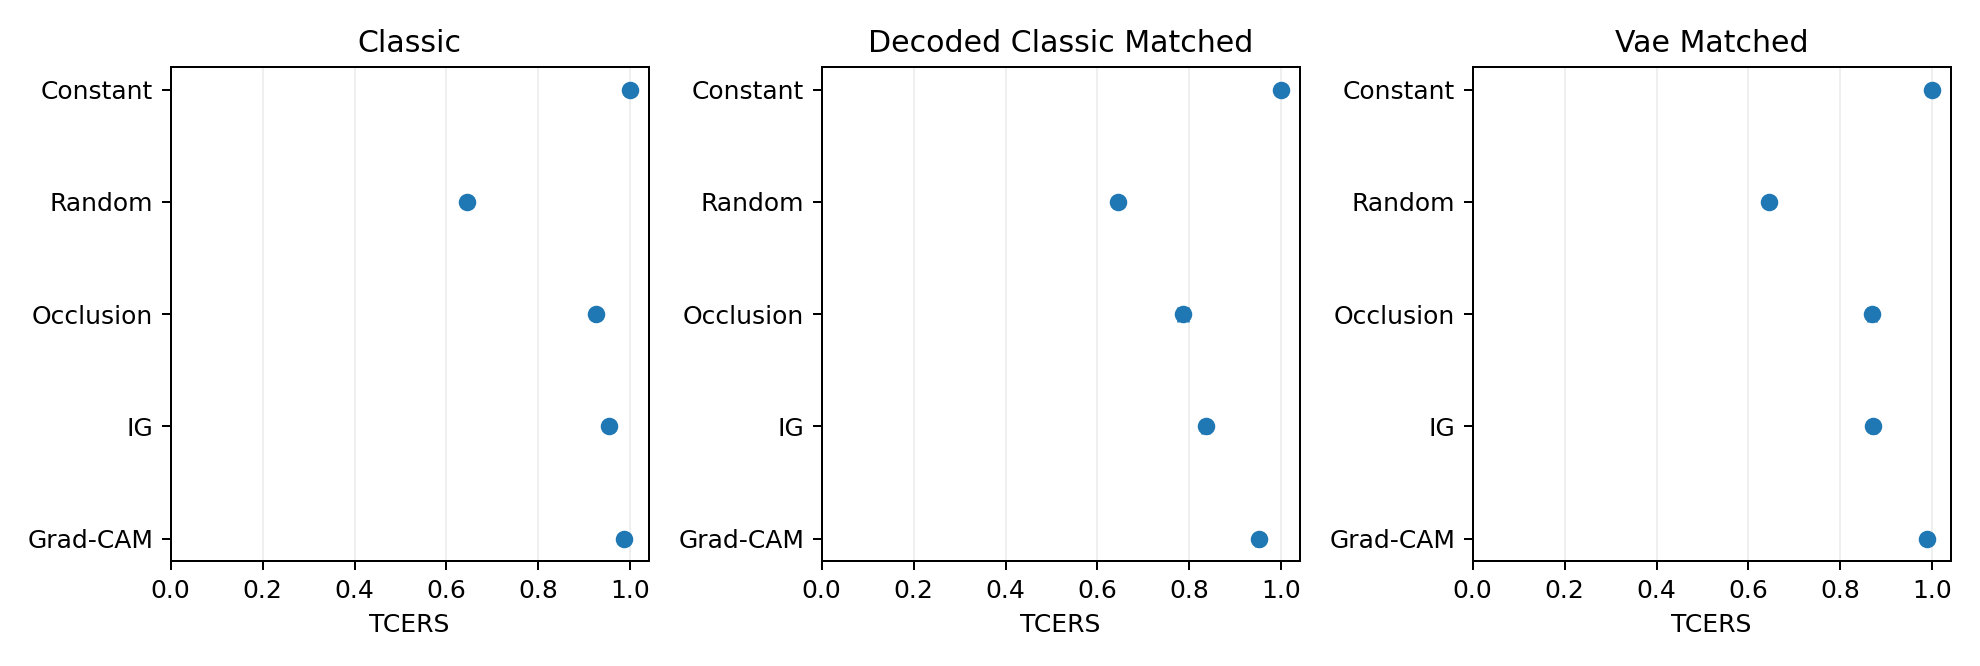 Classic
Constant
Random
Occlusion
IG
Grad-CAM
0.0 0.2 0.4 0.6 0.8 1.0
TCERS
Decoded Classic Matched
Constant
Random
Occlusion
IG
Grad-CAM
0.0 0.2 0.4 0.6 0.8 1.0
TCERS
Vae Matched
Constant
Random
Occlusion
IG
Grad-CAM
0.0 0.2 0.4 0.6 0.8 1.0
TCERS